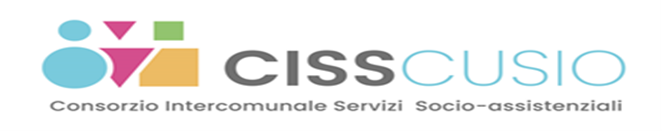 CISSCUSIO
Consorzio Intercomunale Servizi Socio-assistenziali